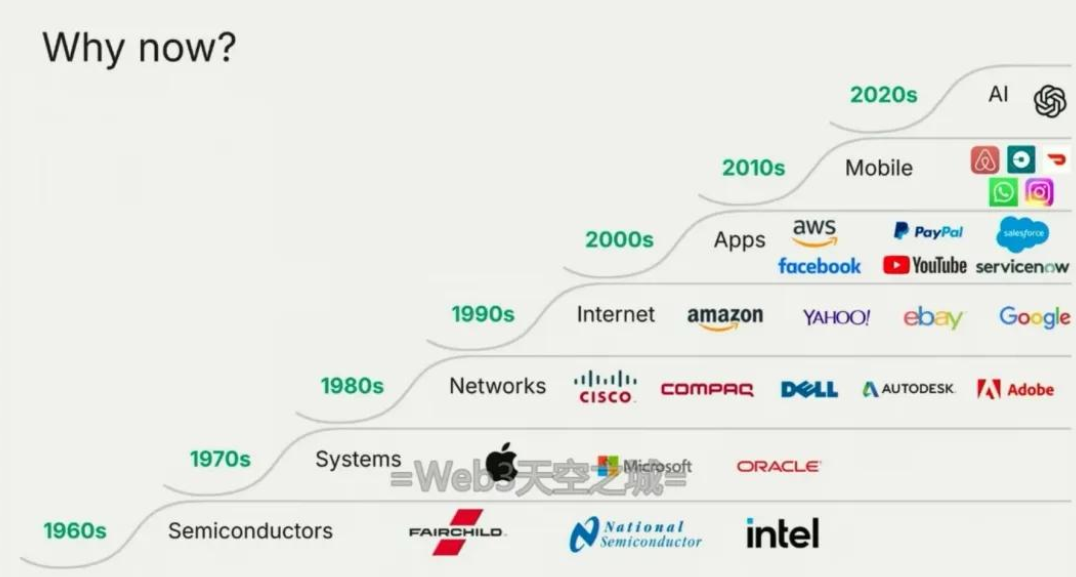 Why now?
2020s AI
2010s Mobile
2000s Apps aws PayPal salesforce
facebook YouTube servicenow
1990s Internet amazon YAHOO! ebay Google
1980s Networks CISCO COMPAQ DELL AUTODESK Adobe
1970s Systems Microsoft ORACLE
=Web3天空之城=
1960s Semiconductors FAIRCHILD National Semiconductor intel